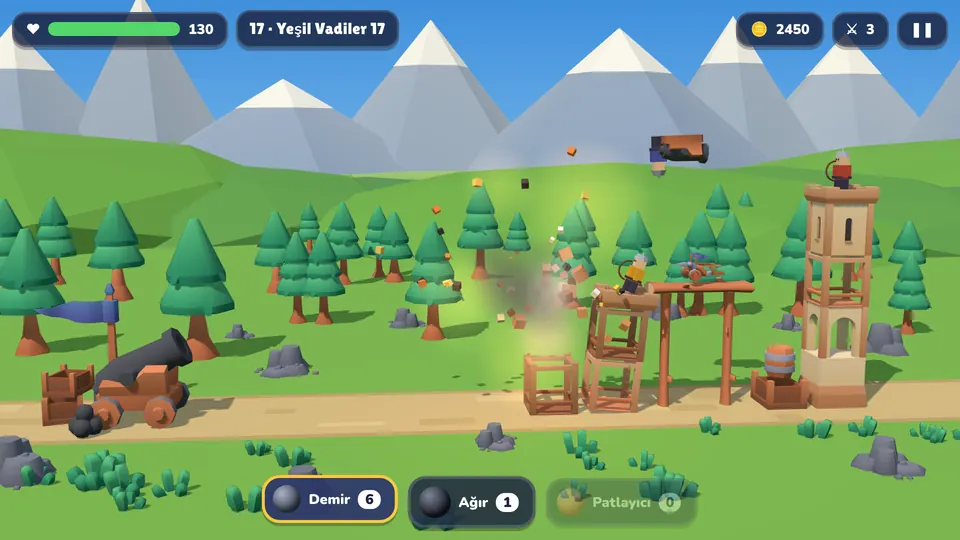 130
17 · Yeşil Vadiler 17
2450
3
Demir 6
Ağır 1
Patlayıcı 0